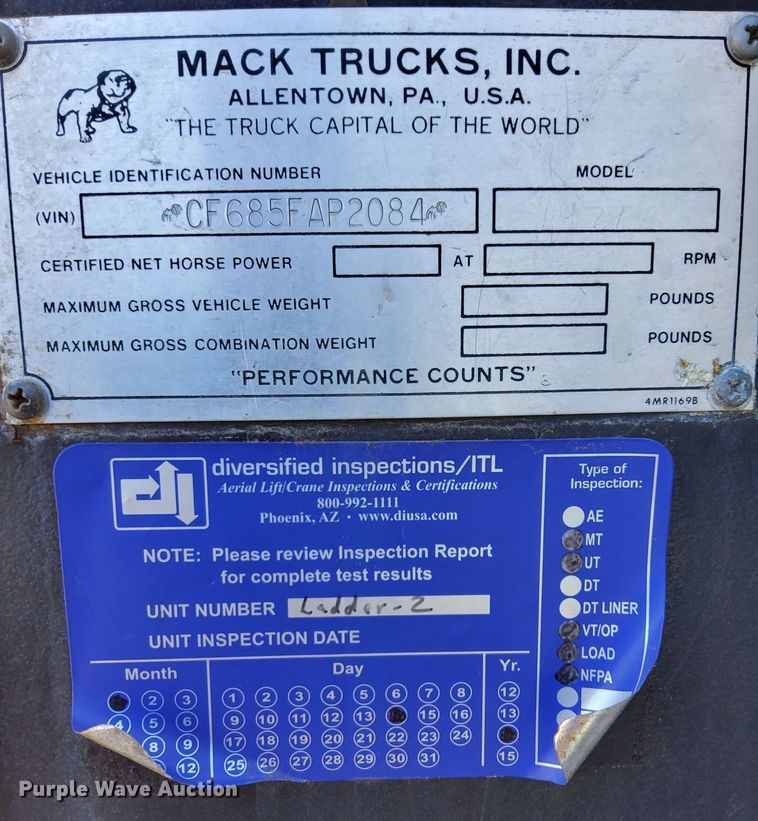 MACK TRUCKS, INC.
ALLENTOWN, PA., U.S.A.
"THE TRUCK CAPITAL OF THE WORLD"
VEHICLE IDENTIFICATION NUMBER MODEL
(VIN) CF685FAP2084
CERTIFIED NET HORSE POWER AT RPM
MAXIMUM GROSS VEHICLE WEIGHT POUNDS
MAXIMUM GROSS COMBINATION WEIGHT POUNDS
"PERFORMANCE COUNTS"
4MR1169B
diversified inspections/ITL
Aerial Lift/Crane Inspections & Certifications
800-992-1111
Phoenix, AZ · www.diusa.com
NOTE: Please review Inspection Report
for complete test results
UNIT NUMBER Ladder-2
UNIT INSPECTION DATE
Month
2 3
4 5 6
8 9
12
Day
1 2 3 4 5 6 7 8
9 10 11 12 13 15 16
17 18 19 20 21 22 23 24
25 26 27 28 29 30 31
Yr.
12
13
15
Type of
Inspection:
AE
MT
UT
DT
DT LINER
VT/OP
LOAD
NFPA
Purple Wave Auction